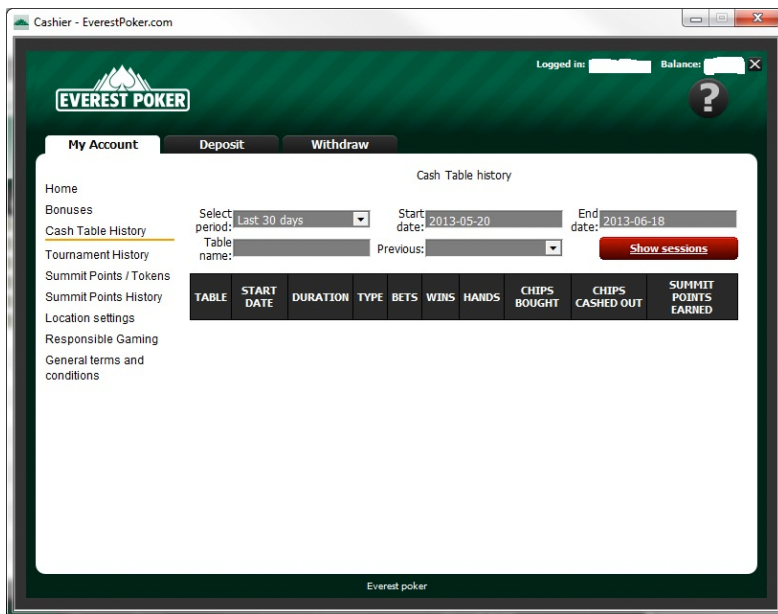 Cashier - EverestPoker.com
Logged in:
Balance:
EVEREST POKER
?
My Account
Deposit
Withdraw
Cash Table history
Home
Bonuses
Cash Table History
Tournament History
Summit Points / Tokens
Summit Points History
Location settings
Responsible Gaming
General terms and
conditions
Select
period:
Last 30 days
Start
date:
2013-05-20
End
date:
2013-06-18
Table
name:
Previous:
Show sessions
TABLE
START
DATE
DURATION
TYPE
BETS
WINS
HANDS
CHIPS
BOUGHT
CHIPS
CASHED OUT
SUMMIT
POINTS
EARNED
Everest poker